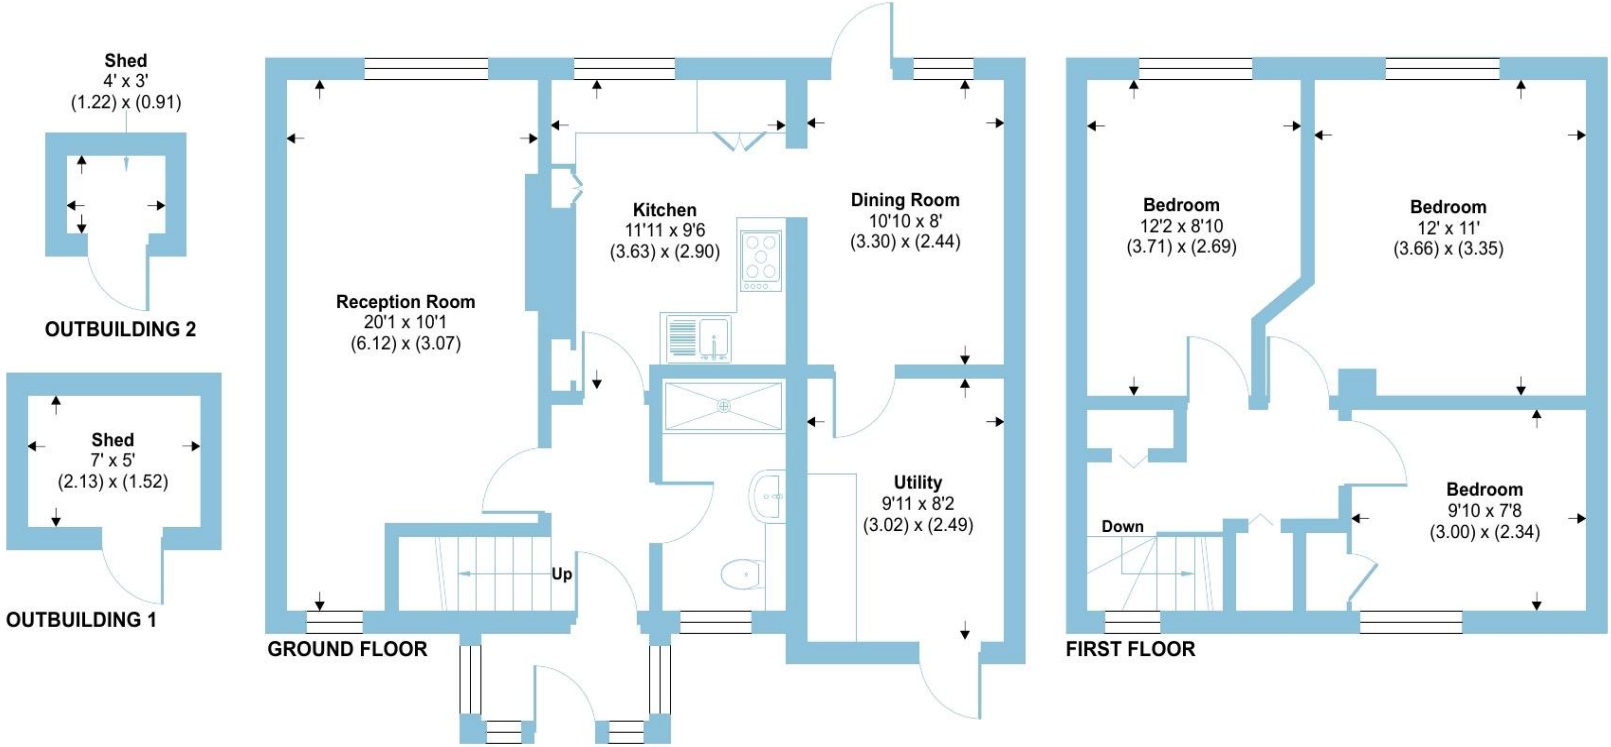 Shed
4' x 3'
(1.22) x (0.91)
OUTBUILDING 2
Shed
7' x 5'
(2.13) x (1.52)
OUTBUILDING 1
Reception Room
20'1 x 10'1
(6.12) x (3.07)
Kitchen
11'11 x 9'6
(3.63) x (2.90)
Dining Room
10'10 x 8'
(3.30) x (2.44)
Utility
9'11 x 8'2
(3.02) x (2.49)
Up
GROUND FLOOR
Bedroom
12'2 x 8'10
(3.71) x (2.69)
Bedroom
12' x 11'
(3.66) x (3.35)
Bedroom
9'10 x 7'8
(3.00) x (2.34)
Down
FIRST FLOOR